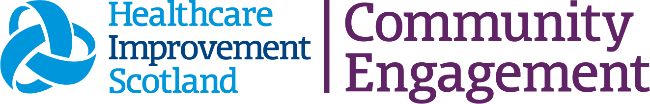 Healthcare
Improvement
Scotland
Community
Engagement